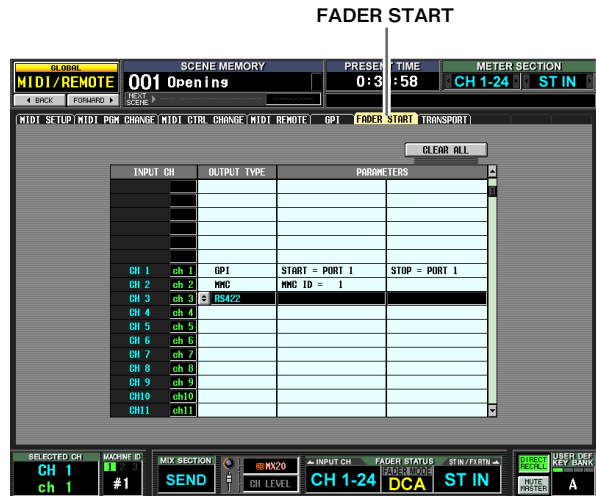 FADER START
GLOBAL SCENE MEMORY PRESENT TIME METER SECTION
MIDI/REMOTE 001 Opening CH 1-24 ST IN
BACK FORWARD NEXT SCENE
MIDI SETUP MIDI PGM CHANGE MIDI CTRL CHANGE MIDI REMOTE GPI FADER START TRANSPORT
CLEAR ALL
INPUT CH OUTPUT TYPE PARAMETERS
CH 1 ch 1 GPI START = PORT 1 STOP = PORT 1
CH 2 ch 2 MMC MMC ID = 1
CH 3 ch 3 RS422
CH 4 ch 4
CH 5 ch 5
CH 6 ch 6
CH 7 ch 7
CH 8 ch 8
CH 9 ch 9
CH10 ch10
CH11 ch11
SELECTED CH MACHINE ID MIX SECTION MX20 INPUT CH FADER STATUS ST IN/FX RTN DIRECT RECALL USER DEF KEY BANK
CH 1 1 2 3 SEND CH LEVEL CH 1-24 FADER MODE DCA ST IN MUTE MASTER A
ch 1 #1